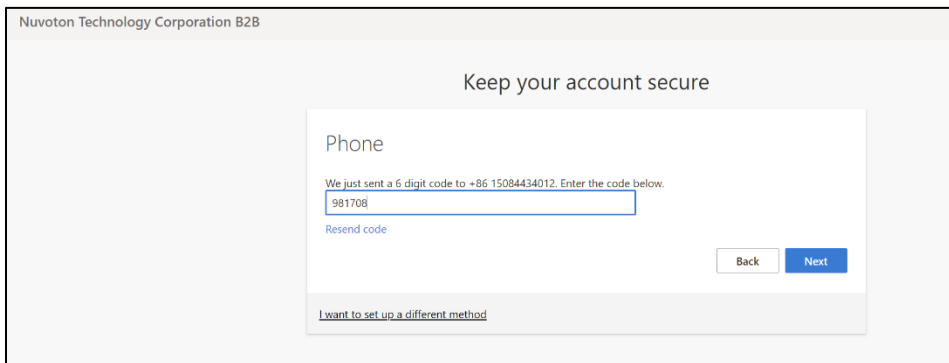 Nuvoton Technology Corporation B2B
Keep your account secure
Phone
We just sent a 6 digit code to +86 15084434012. Enter the code below.
981708
Resend code
Back
Next
I want to set up a different method